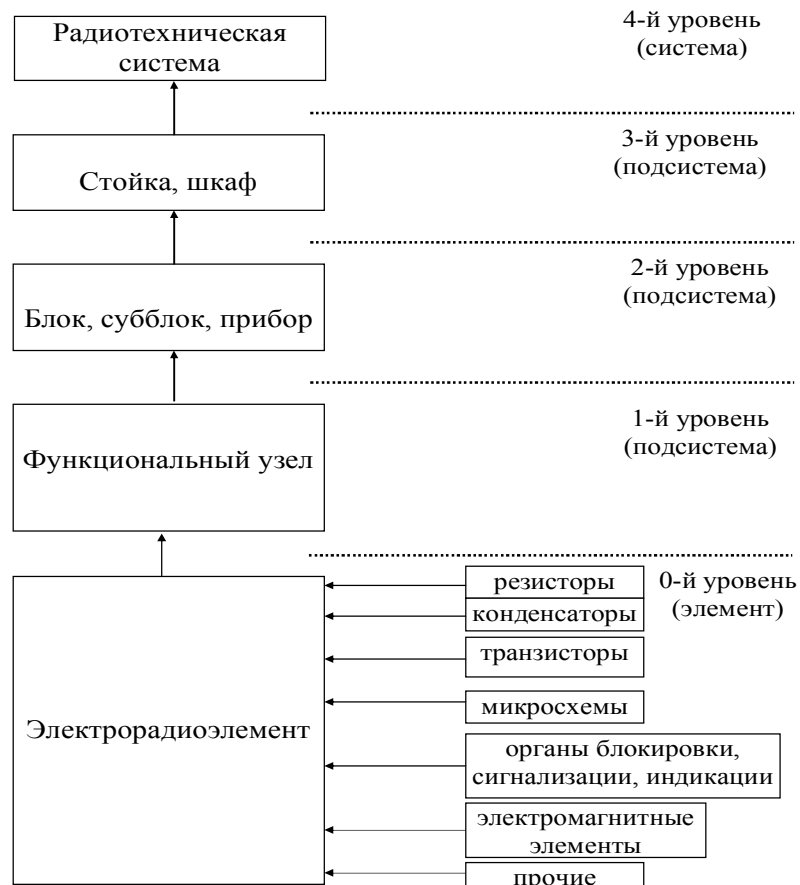 Радиотехническая
система
4-й уровень
(система)
3-й уровень
(подсистема)
Стойка, шкаф
2-й уровень
(подсистема)
Блок, субблок, прибор
1-й уровень
(подсистема)
Функциональный узел
0-й уровень
(элемент)
резисторы
конденсаторы
транзисторы
микросхемы
Электрорадиоэлемент
органы блокировки,
сигнализации, индикации
электромагнитные
элементы
прочие